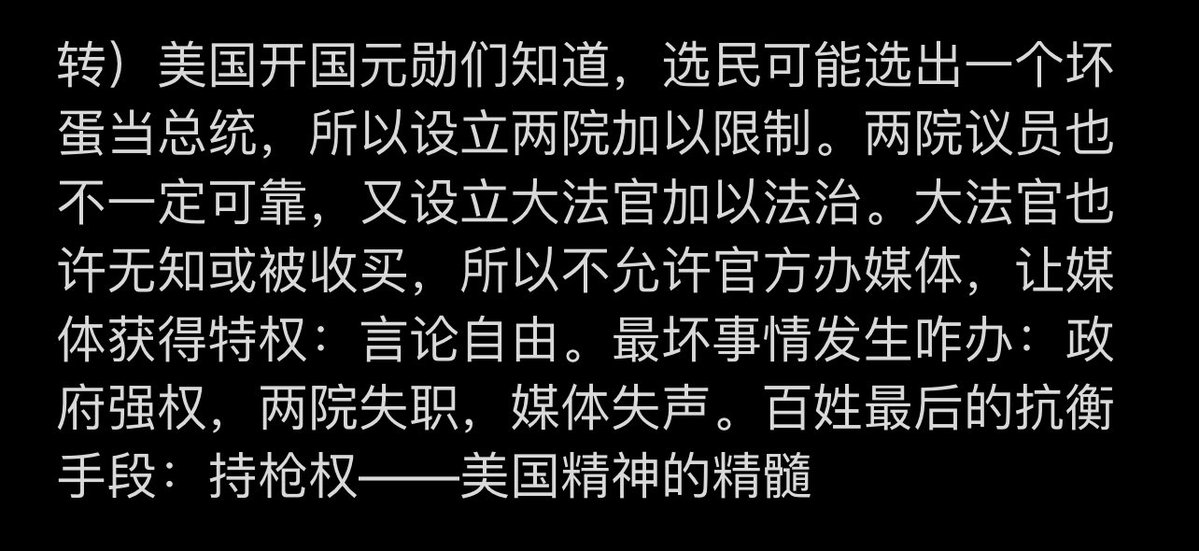 转）美国开国元勋们知道，选民可能选出一个坏
蛋当总统，所以设立两院加以限制。两院议员也
不一定可靠，又设立大法官加以法治。大法官也
许无知或被收买，所以不允许官方办媒体，让媒
体获得特权：言论自由。最坏事情发生咋办：政
府强权，两院失职，媒体失声。百姓最后的抗衡
手段：持枪权——美国精神的精髓